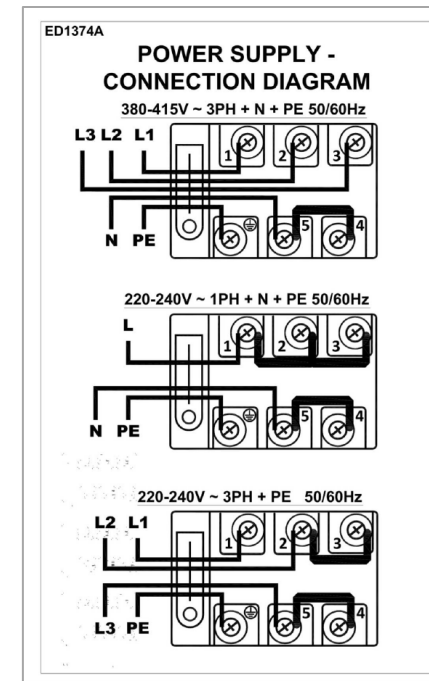 ED1374A
POWER SUPPLY -
CONNECTION DIAGRAM
380-415V ~ 3PH + N + PE 50/60Hz
L3 L2 L1
1 2 3
5 4
N PE
220-240V ~ 1PH + N + PE 50/60Hz
L
1 2 3
5 4
N PE
220-240V ~ 3PH + PE 50/60Hz
L2 L1
1 2 3
5 4
L3 PE